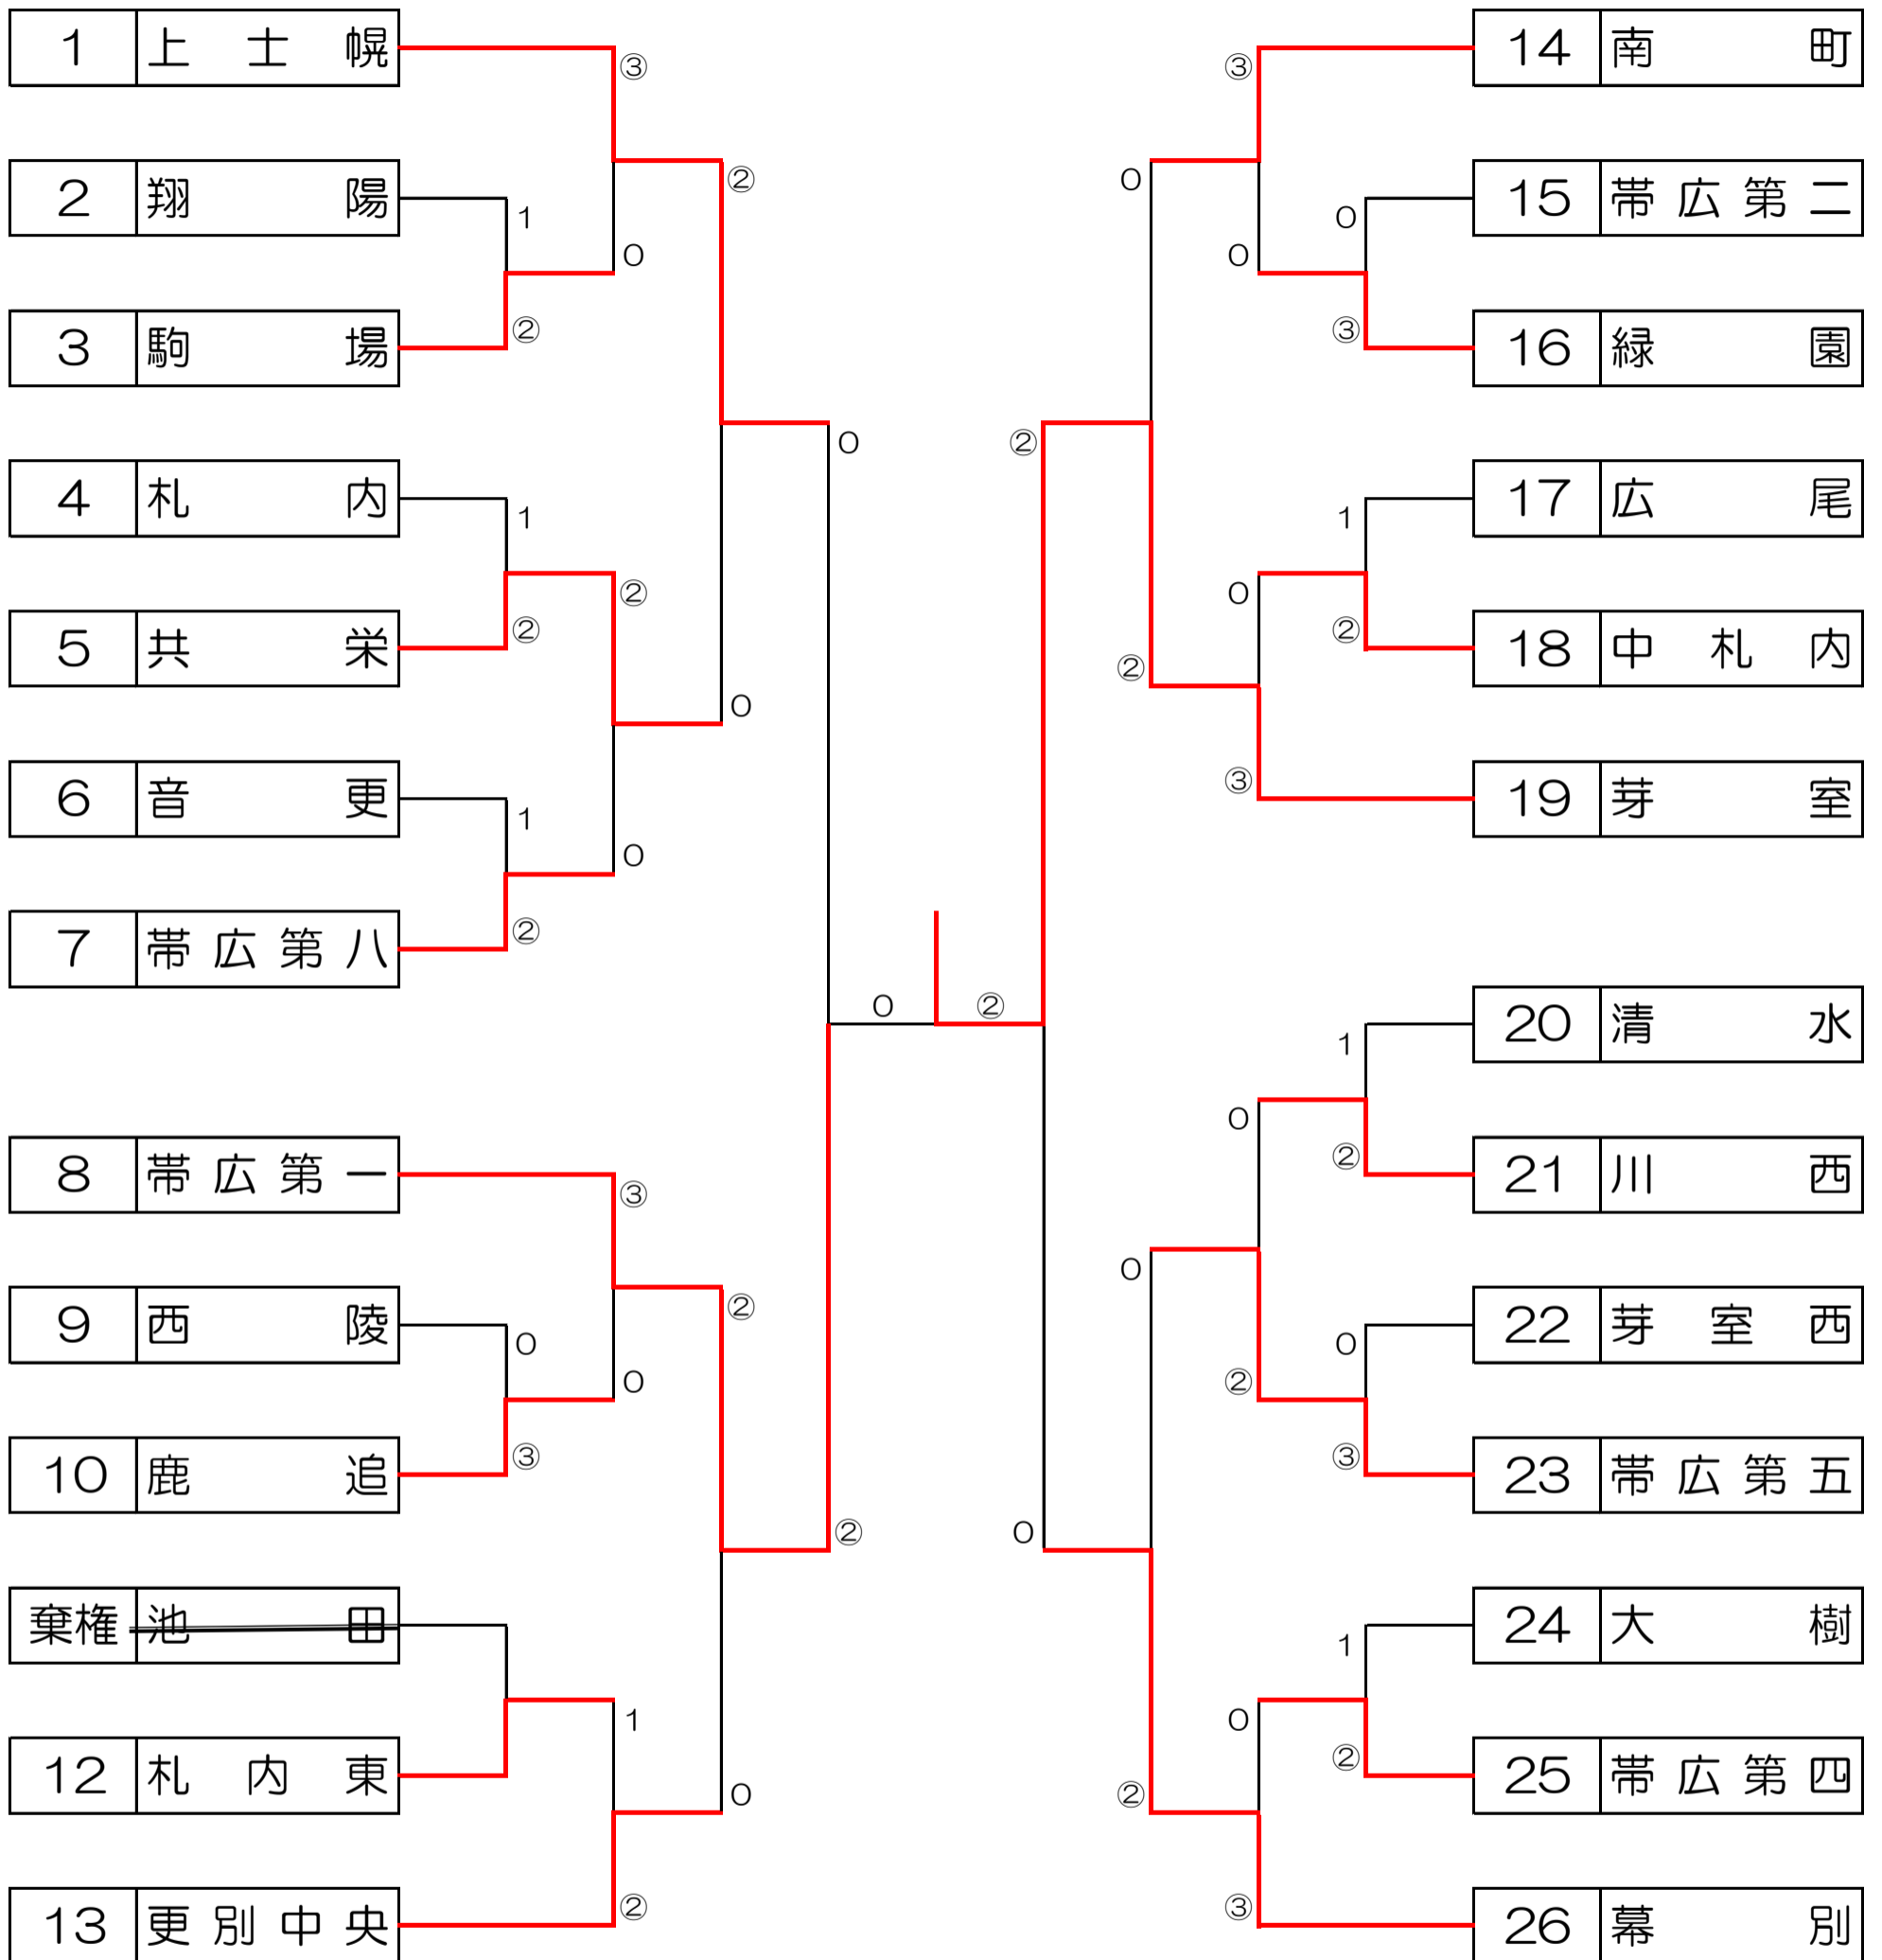 1 上士幌 ③ ③ 14 南町
2 翔陽 1 ② 0 0 15 帯広第二
0 0
3 駒場 ② ③ 16 緑園
0 ②
4 札内 1 1 17 広尾
② 0
5 共栄 ② ② 18 中札内
0 ②
6 音更 1 ③ 19 芽室
0
7 帯広第八 ②
0 ② 20 清水
1
0
8 帯広第一 ③ ② 21 川西
② 0
9 西陵 0 0 22 芽室西
0 ②
10 鹿追 ③ ③ 23 帯広第五
② 0
棄権 池田 1 24 大樹
1 0
12 札内東 ② 25 帯広第四
0 ②
13 更別中央 ② ③ 26 幕別